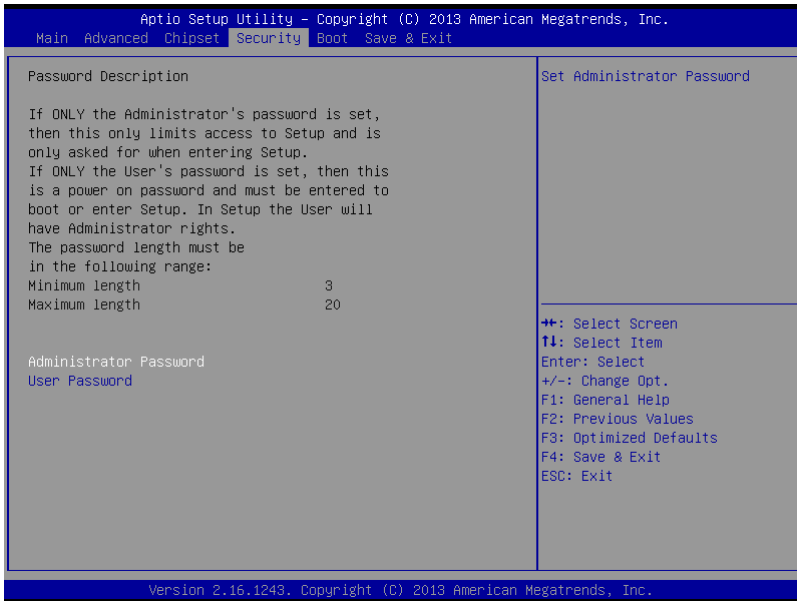 Aptio Setup Utility – Copyright (C) 2013 American Megatrends, Inc.
Main Advanced Chipset Security Boot Save & Exit
Password Description
If ONLY the Administrator's password is set,
then this only limits access to Setup and is
only asked for when entering Setup.
If ONLY the User's password is set, then this
is a power on password and must be entered to
boot or enter Setup. In Setup the User will
have Administrator rights.
The password length must be
in the following range:
Minimum length 3
Maximum length 20
Administrator Password
User Password
Set Administrator Password
→←: Select Screen
↑↓: Select Item
Enter: Select
+/-: Change Opt.
F1: General Help
F2: Previous Values
F3: Optimized Defaults
F4: Save & Exit
ESC: Exit
Version 2.16.1243. Copyright (C) 2013 American Megatrends, Inc.